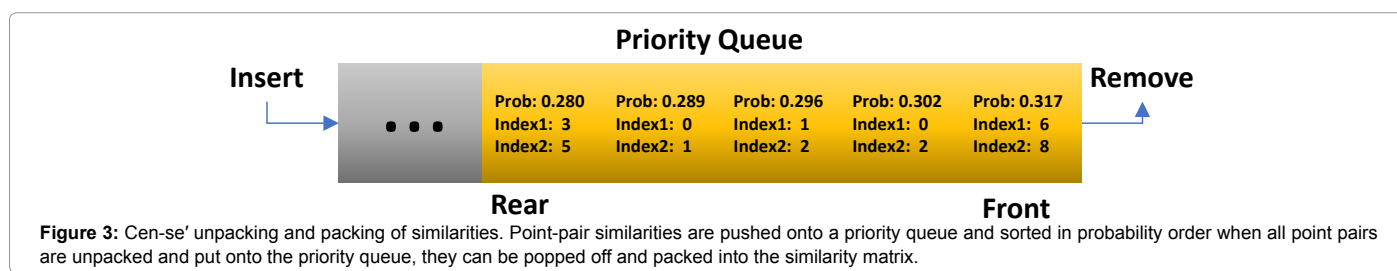 Priority Queue
Insert
Remove
Prob: 0.280 Prob: 0.289 Prob: 0.296 Prob: 0.302 Prob: 0.317
• • • Index1: 3 Index1: 0 Index1: 1 Index1: 0 Index1: 6
Index2: 5 Index2: 1 Index2: 2 Index2: 2 Index2: 8
Rear Front
Figure 3: Cen-se′ unpacking and packing of similarities. Point-pair similarities are pushed onto a priority queue and sorted in probability order when all point pairs
are unpacked and put onto the priority queue, they can be popped off and packed into the similarity matrix.